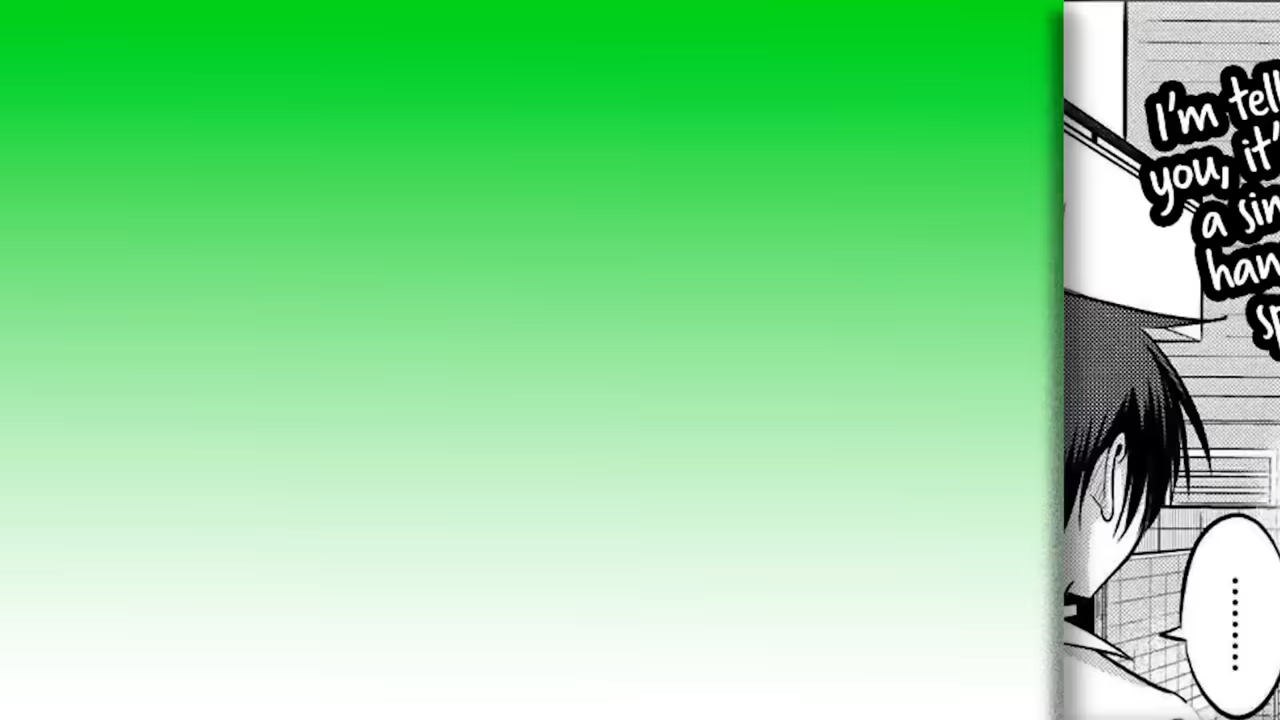 I'm tell
you, it'
a sin
han
sp
........